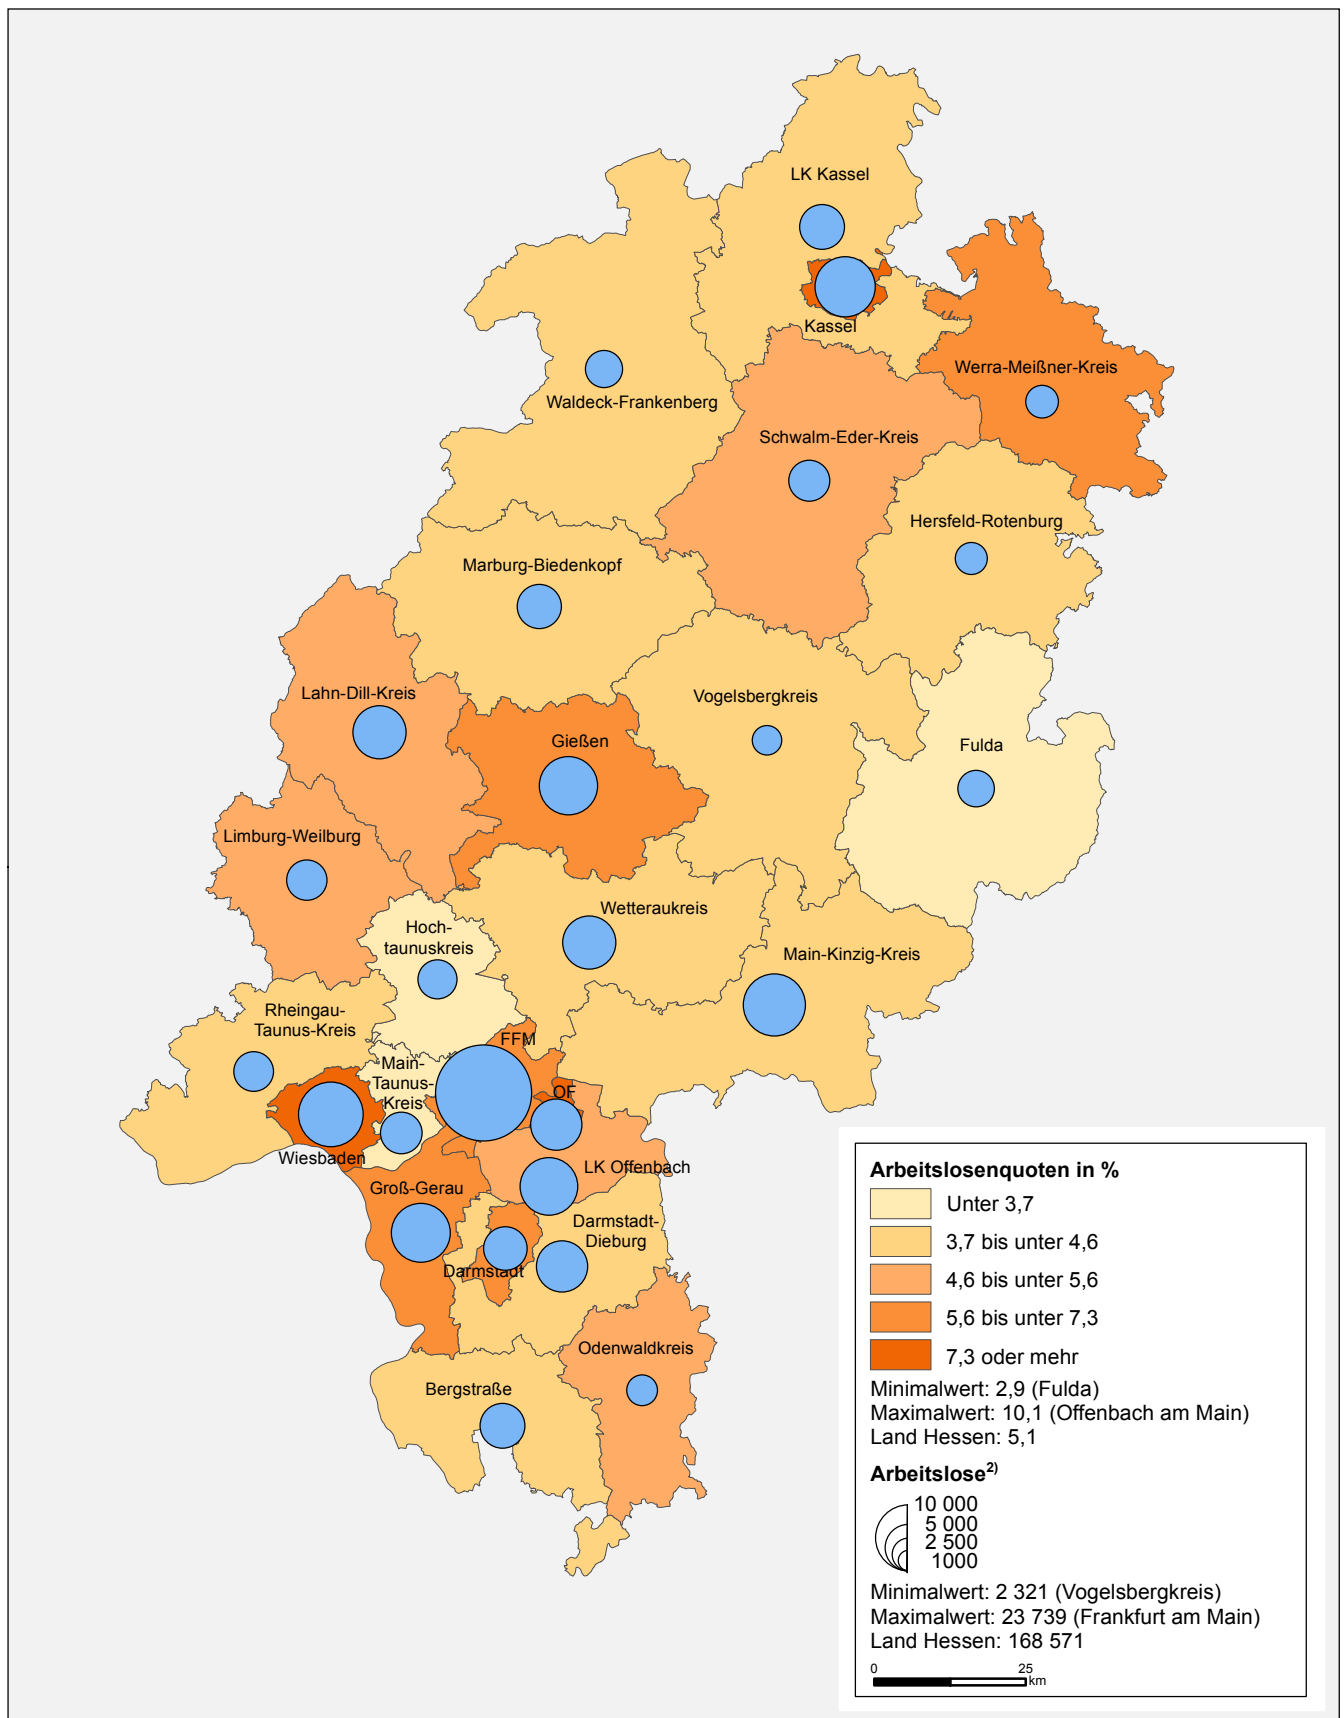 LK Kassel
Kassel
Werra-Meißner-Kreis
Waldeck-Frankenberg
Schwalm-Eder-Kreis
Hersfeld-Rotenburg
Marburg-Biedenkopf
Lahn-Dill-Kreis
Vogelsbergkreis
Gießen
Fulda
Limburg-Weilburg
Wetteraukreis
Hoch-
taunuskreis
Main-Kinzig-Kreis
Rheingau-
Taunus-Kreis
FFM
Main-
Taunus-
Kreis
OF
Wiesbaden
LK Offenbach
Groß-Gerau
Darmstadt-
Dieburg
Darmstadt
Odenwaldkreis
Bergstraße
Arbeitslosenquoten in %
Unter 3,7
3,7 bis unter 4,6
4,6 bis unter 5,6
5,6 bis unter 7,3
7,3 oder mehr
Minimalwert: 2,9 (Fulda)
Maximalwert: 10,1 (Offenbach am Main)
Land Hessen: 5,1
Arbeitslose2)
10 000
5 000
2 500
1000
Minimalwert: 2 321 (Vogelsbergkreis)
Maximalwert: 23 739 (Frankfurt am Main)
Land Hessen: 168 571
0 25
km